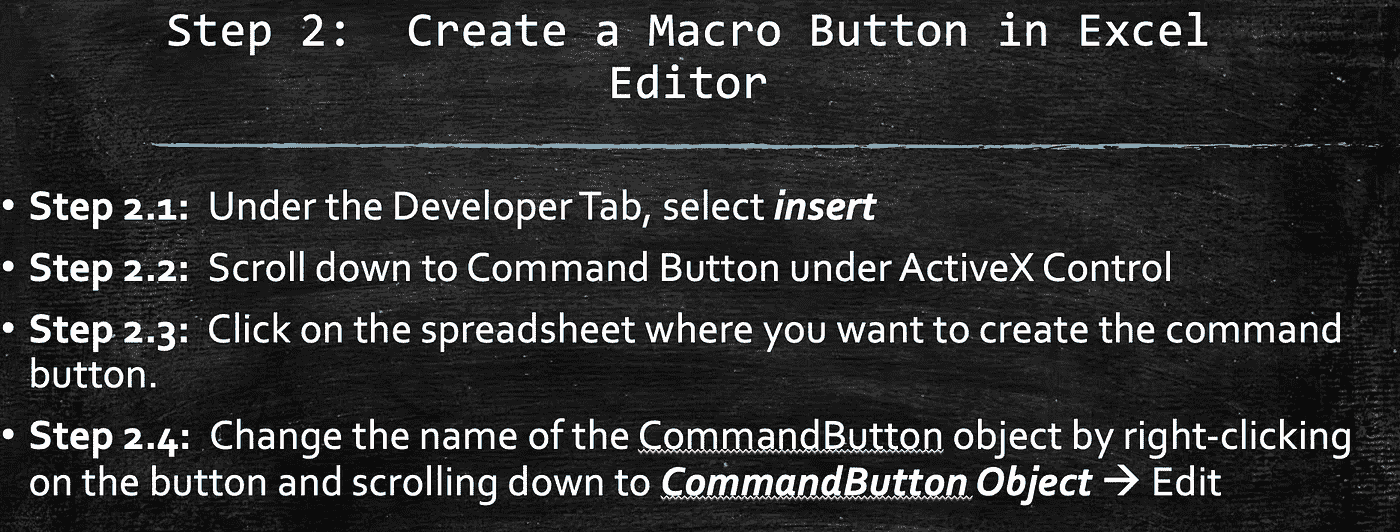 Step 2:  Create a Macro Button in Excel
Editor
• Step 2.1:  Under the Developer Tab, select insert
• Step 2.2:  Scroll down to Command Button under ActiveX Control
• Step 2.3:  Click on the spreadsheet where you want to create the command
button.
• Step 2.4:  Change the name of the CommandButton object by right-clicking
on the button and scrolling down to CommandButton Object → Edit